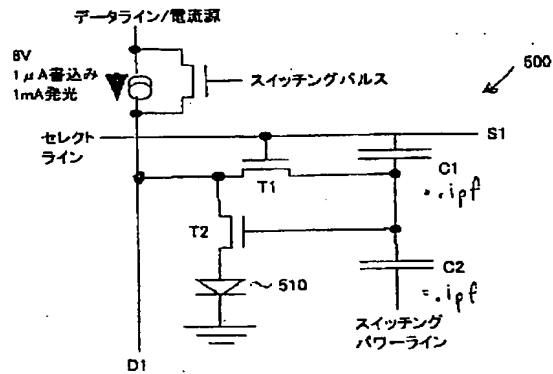 データライン/電流源
8V
1μA書込み
1mA発光
スイッチングパルス
500
セレクト
ライン
S1
T1
C1
=.1pf
T2
C2
=.1pf
510
スイッチング
パワーライン
D1